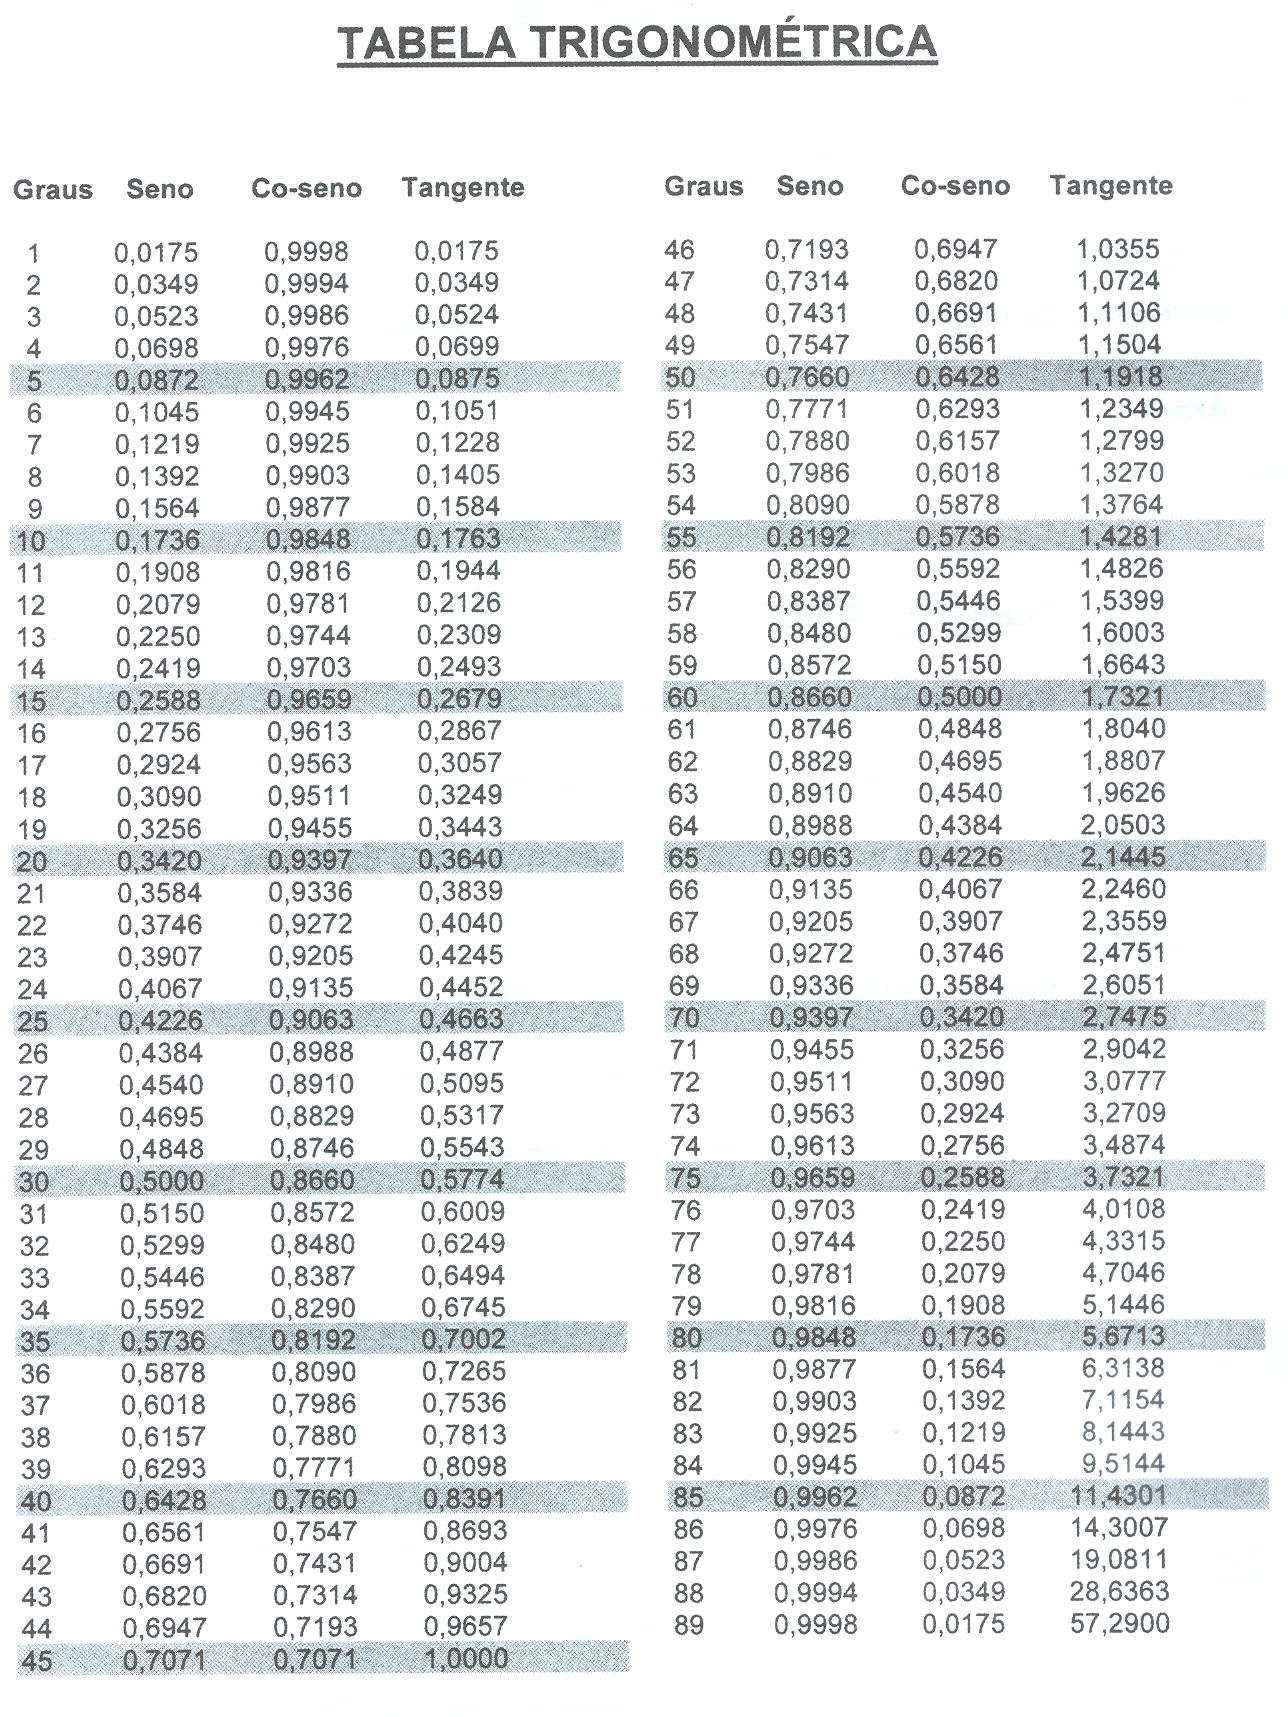 TABELA TRIGONOMÉTRICA
Graus Seno Co-seno Tangente
1 0,0175 0,9998 0,0175
2 0,0349 0,9994 0,0349
3 0,0523 0,9986 0,0524
4 0,0698 0,9976 0,0699
5 0,0872 0,9962 0,0875
6 0,1045 0,9945 0,1051
7 0,1219 0,9925 0,1228
8 0,1392 0,9903 0,1405
9 0,1564 0,9877 0,1584
10 0,1736 0,9848 0,1763
11 0,1908 0,9816 0,1944
12 0,2079 0,9781 0,2126
13 0,2250 0,9744 0,2309
14 0,2419 0,9703 0,2493
15 0,2588 0,9659 0,2679
16 0,2756 0,9613 0,2867
17 0,2924 0,9563 0,3057
18 0,3090 0,9511 0,3249
19 0,3256 0,9455 0,3443
20 0,3420 0,9397 0,3640
21 0,3584 0,9336 0,3839
22 0,3746 0,9272 0,4040
23 0,3907 0,9205 0,4245
24 0,4067 0,9135 0,4452
25 0,4226 0,9063 0,4663
26 0,4384 0,8988 0,4877
27 0,4540 0,8910 0,5095
28 0,4695 0,8829 0,5317
29 0,4848 0,8746 0,5543
30 0,5000 0,8660 0,5774
31 0,5150 0,8572 0,6009
32 0,5299 0,8480 0,6249
33 0,5446 0,8387 0,6494
34 0,5592 0,8290 0,6745
35 0,5736 0,8192 0,7002
36 0,5878 0,8090 0,7265
37 0,6018 0,7986 0,7536
38 0,6157 0,7880 0,7813
39 0,6293 0,7771 0,8098
40 0,6428 0,7660 0,8391
41 0,6561 0,7547 0,8693
42 0,6691 0,7431 0,9004
43 0,6820 0,7314 0,9325
44 0,6947 0,7193 0,9657
45 0,7071 0,7071 1,0000
Graus Seno Co-seno Tangente
46 0,7193 0,6947 1,0355
47 0,7314 0,6820 1,0724
48 0,7431 0,6691 1,1106
49 0,7547 0,6561 1,1504
50 0,7660 0,6428 1,1918
51 0,7771 0,6293 1,2349
52 0,7880 0,6157 1,2799
53 0,7986 0,6018 1,3270
54 0,8090 0,5878 1,3764
55 0,8192 0,5736 1,4281
56 0,8290 0,5592 1,4826
57 0,8387 0,5446 1,5399
58 0,8480 0,5299 1,6003
59 0,8572 0,5150 1,6643
60 0,8660 0,5000 1,7321
61 0,8746 0,4848 1,8040
62 0,8829 0,4695 1,8807
63 0,8910 0,4540 1,9626
64 0,8988 0,4384 2,0503
65 0,9063 0,4226 2,1445
66 0,9135 0,4067 2,2460
67 0,9205 0,3907 2,3559
68 0,9272 0,3746 2,4751
69 0,9336 0,3584 2,6051
70 0,9397 0,3420 2,7475
71 0,9455 0,3256 2,9042
72 0,9511 0,3090 3,0777
73 0,9563 0,2924 3,2709
74 0,9613 0,2756 3,4874
75 0,9659 0,2588 3,7321
76 0,9703 0,2419 4,0108
77 0,9744 0,2250 4,3315
78 0,9781 0,2079 4,7046
79 0,9816 0,1908 5,1446
80 0,9848 0,1736 5,6713
81 0,9877 0,1564 6,3138
82 0,9903 0,1392 7,1154
83 0,9925 0,1219 8,1443
84 0,9945 0,1045 9,5144
85 0,9962 0,0872 11,4301
86 0,9976 0,0698 14,3007
87 0,9986 0,0523 19,0811
88 0,9994 0,0349 28,6363
89 0,9998 0,0175 57,2900